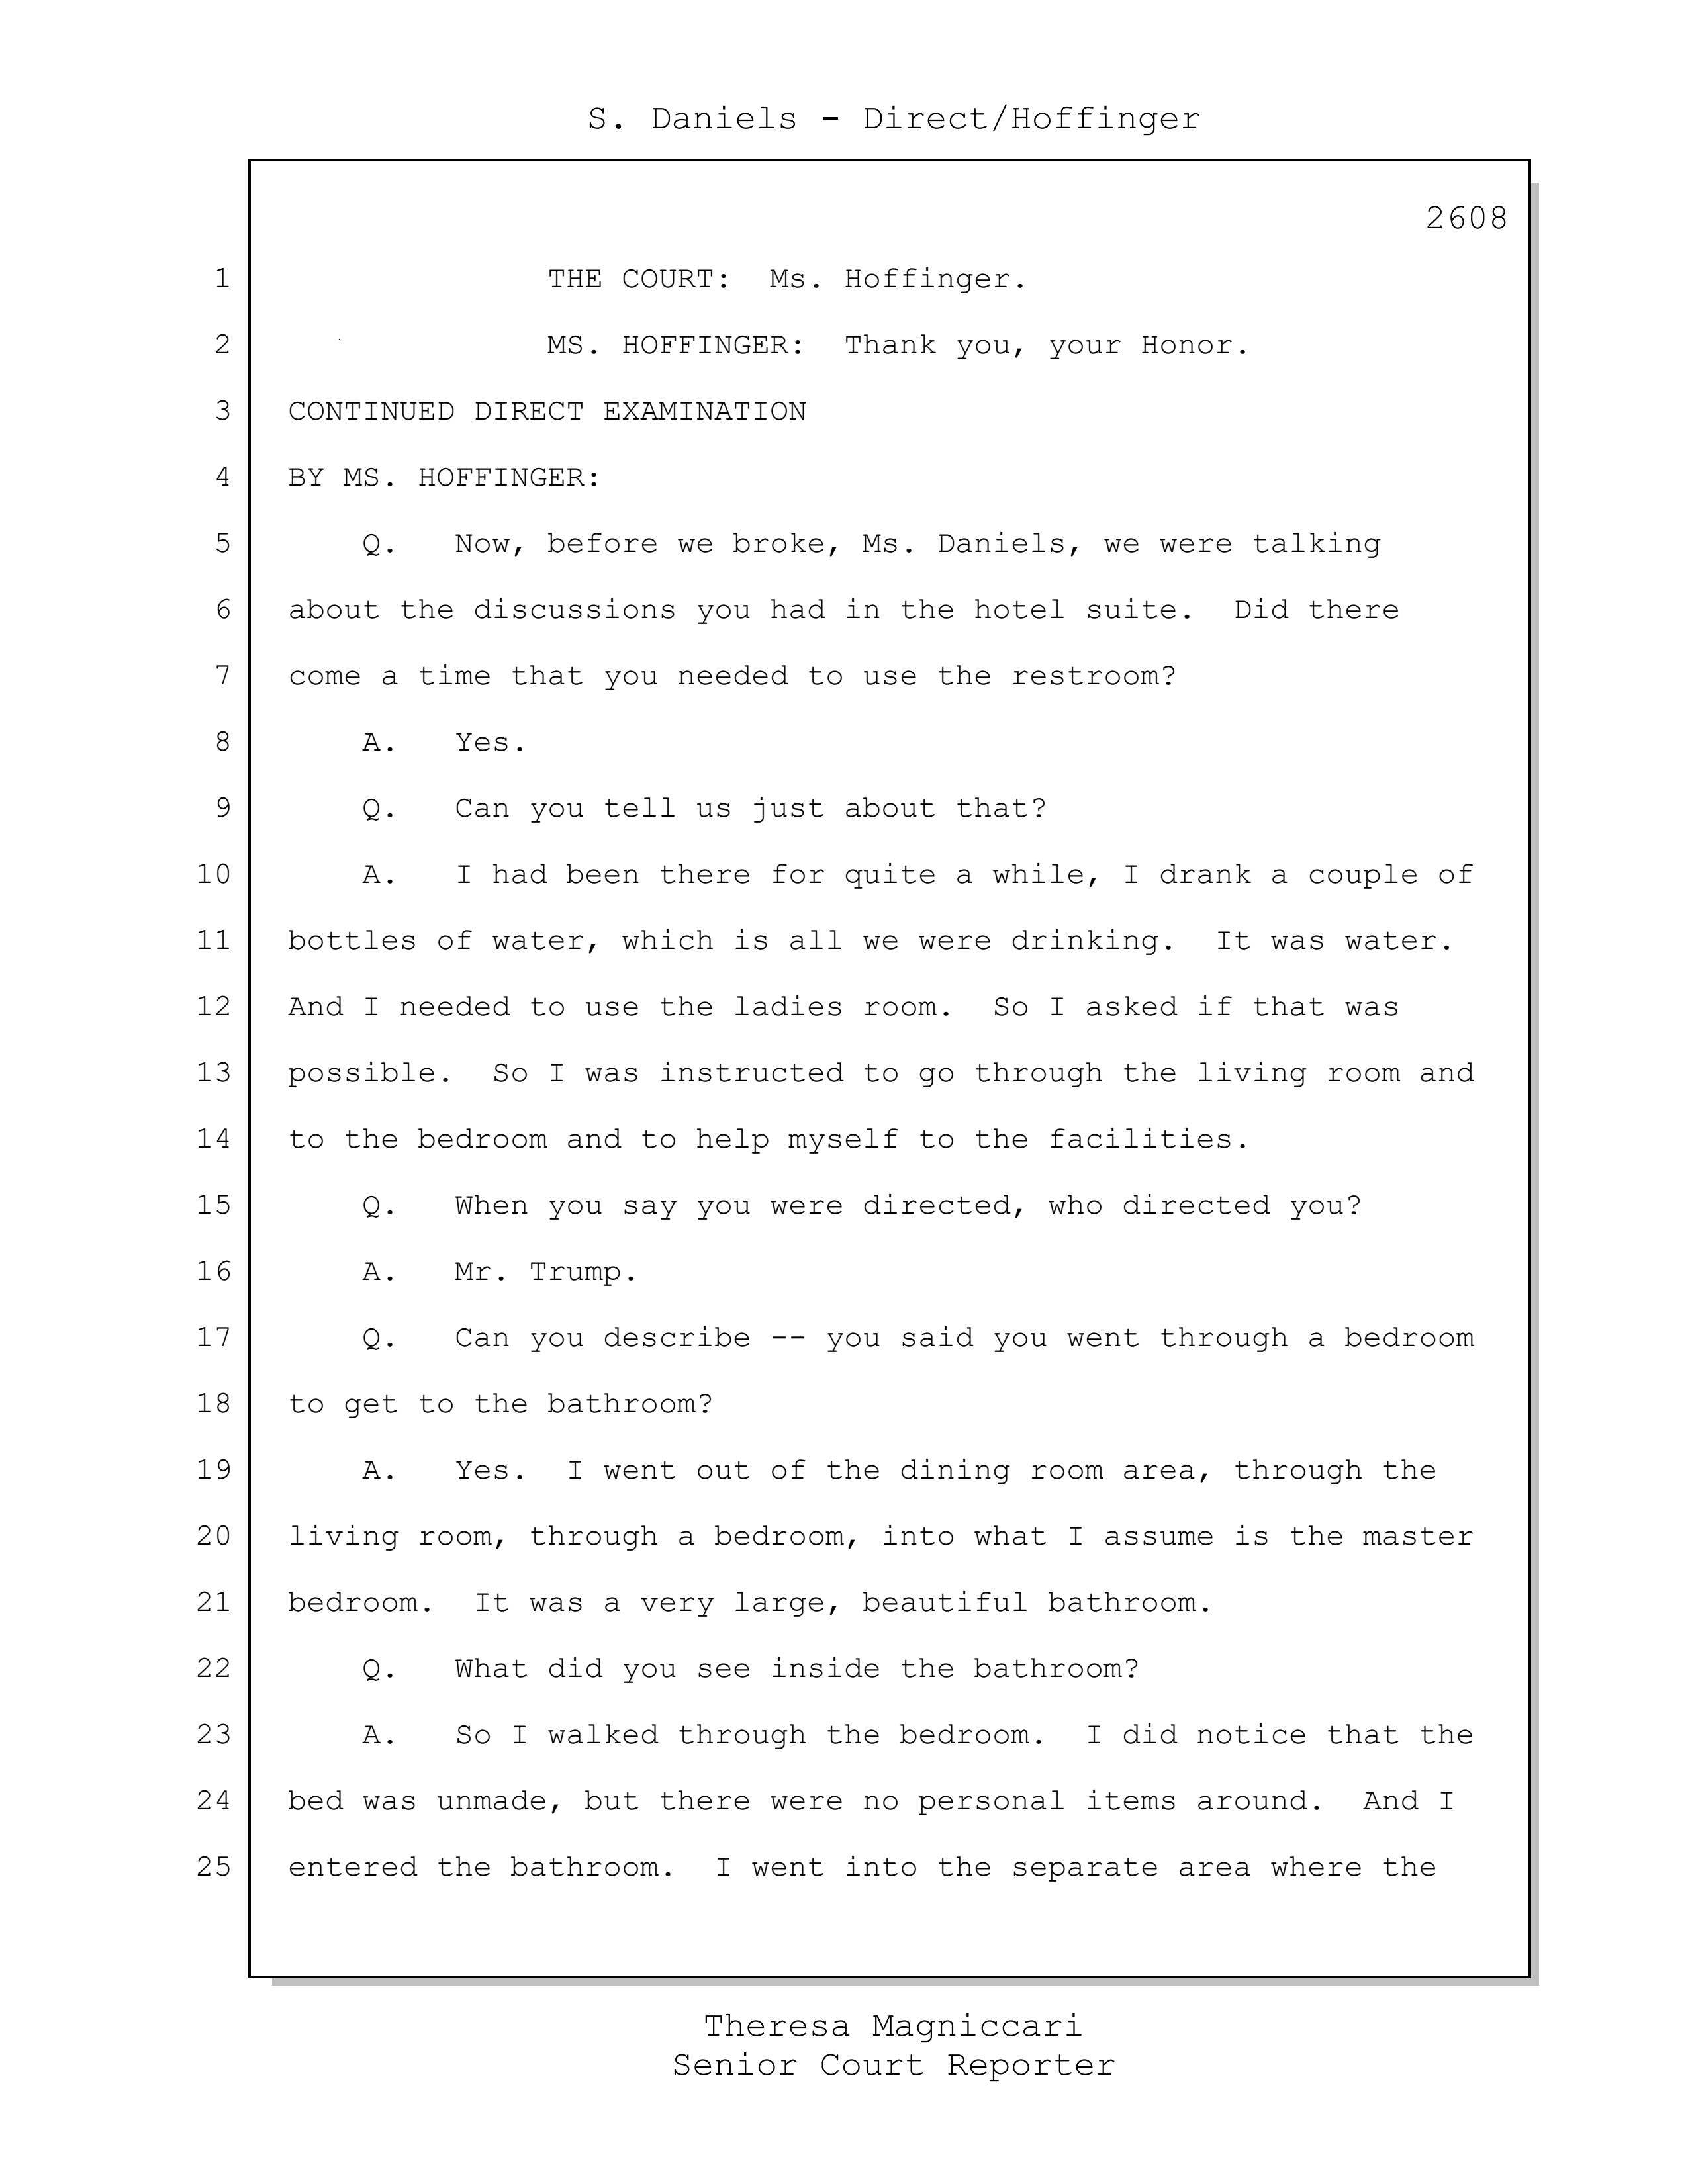 S. Daniels - Direct/Hoffinger
2608
1 THE COURT: Ms. Hoffinger.
2 MS. HOFFINGER: Thank you, your Honor.
3 CONTINUED DIRECT EXAMINATION
4 BY MS. HOFFINGER:
5 Q. Now, before we broke, Ms. Daniels, we were talking
6 about the discussions you had in the hotel suite. Did there
7 come a time that you needed to use the restroom?
8 A. Yes.
9 Q. Can you tell us just about that?
10 A. I had been there for quite a while, I drank a couple of
11 bottles of water, which is all we were drinking. It was water.
12 And I needed to use the ladies room. So I asked if that was
13 possible. So I was instructed to go through the living room and
14 to the bedroom and to help myself to the facilities.
15 Q. When you say you were directed, who directed you?
16 A. Mr. Trump.
17 Q. Can you describe -- you said you went through a bedroom
18 to get to the bathroom?
19 A. Yes. I went out of the dining room area, through the
20 living room, through a bedroom, into what I assume is the master
21 bedroom. It was a very large, beautiful bathroom.
22 Q. What did you see inside the bathroom?
23 A. So I walked through the bedroom. I did notice that the
24 bed was unmade, but there were no personal items around. And I
25 entered the bathroom. I went into the separate area where the
Theresa Magniccari
Senior Court Reporter